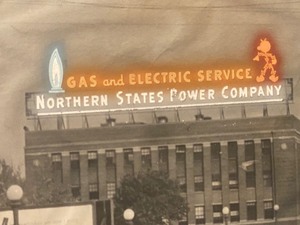 GAS and ELECTRIC SERVICE
NORTHERN STATES POWER COMPANY